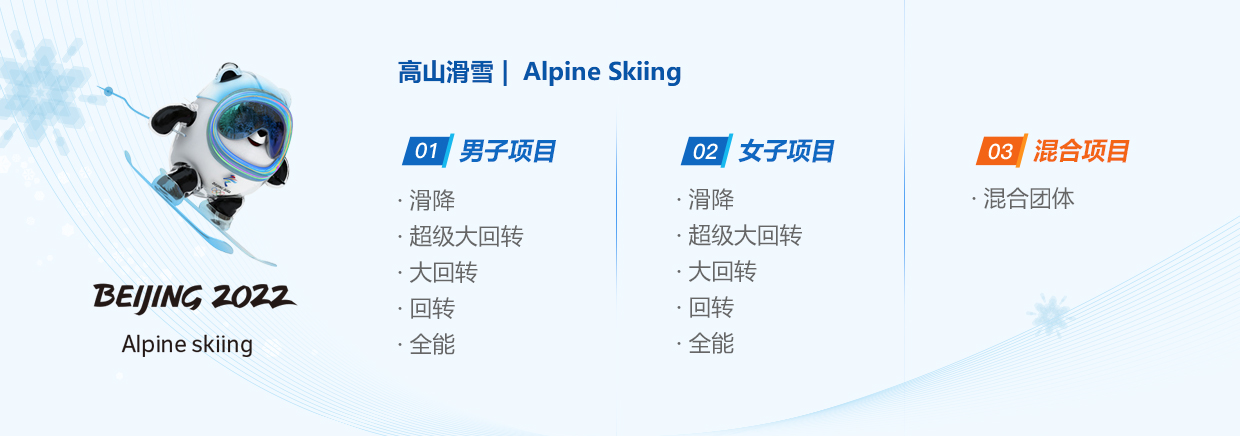 高山滑雪 | Alpine Skiing
01 男子项目
· 滑降
· 超级大回转
· 大回转
· 回转
· 全能
02 女子项目
· 滑降
· 超级大回转
· 大回转
· 回转
· 全能
03 混合项目
· 混合团体
BEIJING 2022
Alpine skiing